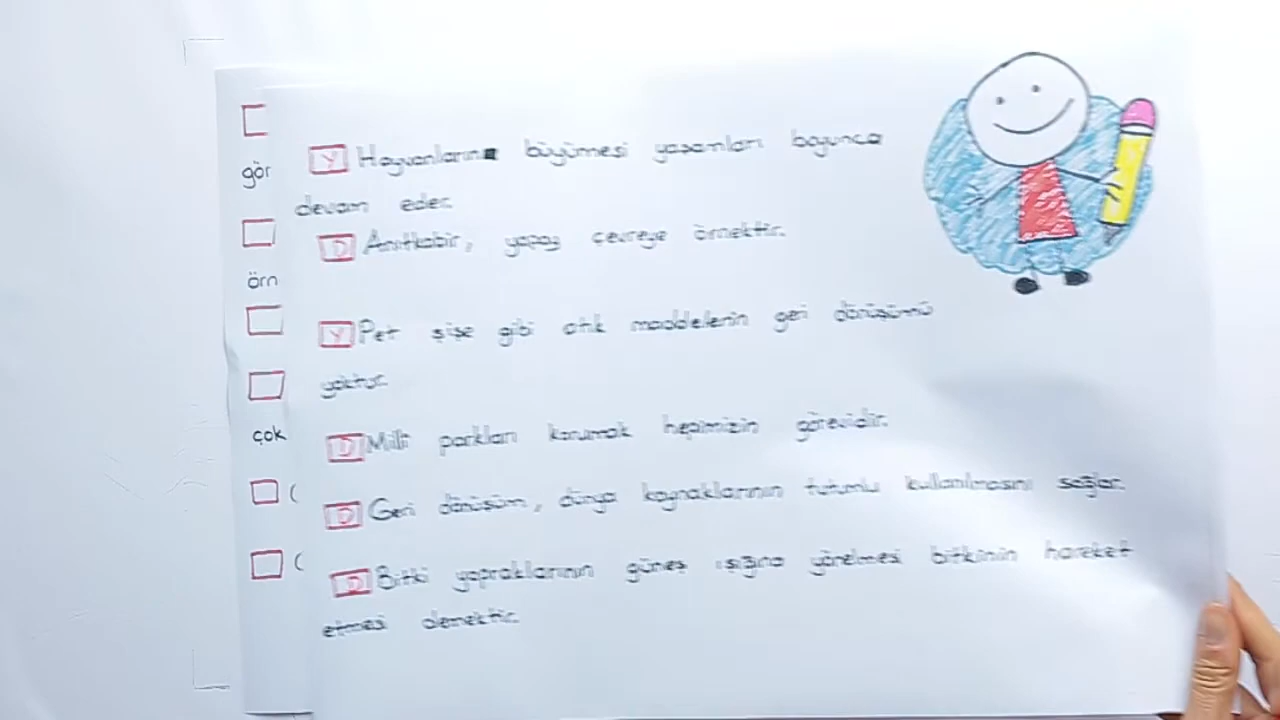 gör
örn
çok
Y Hayvanların büyümesi yaşamları boyunca
devam eder.
D Anıtkabir, yapay çevreye örnektir.
Y Pet şişe gibi atık maddelerin geri dönüşümü
yoktur.
D Milli parkları korumak hepimizin görevidir.
D Geri dönüşüm, dünya kaynaklarının tutumlu kullanılmasını sağlar.
D Bitki yapraklarının güneş ışığına yönelmesi bitkinin hareket
etmesi demektir.